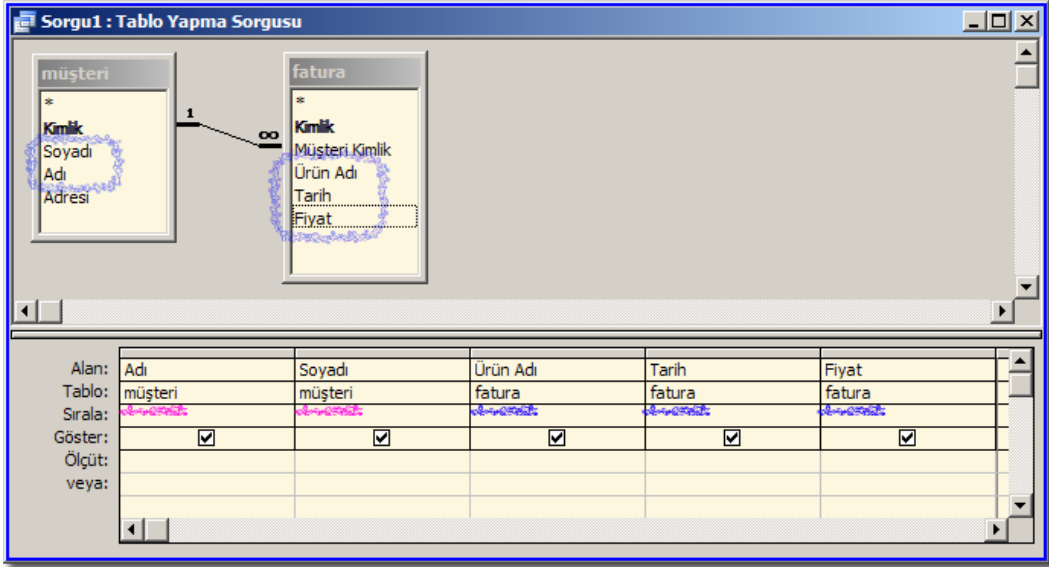 Sorgu1 : Tablo Yapma Sorgusu
müşteri
*
Kimlik
Soyadı
Adı
Adresi
1
∞
fatura
*
Kimlik
Müşteri Kimlik
Ürün Adı
Tarih
Fiyat
Alan: Adı Soyadı Ürün Adı Tarih Fiyat
Tablo: müşteri müşteri fatura fatura fatura
Sırala:
Göster:
Ölçüt:
veya: